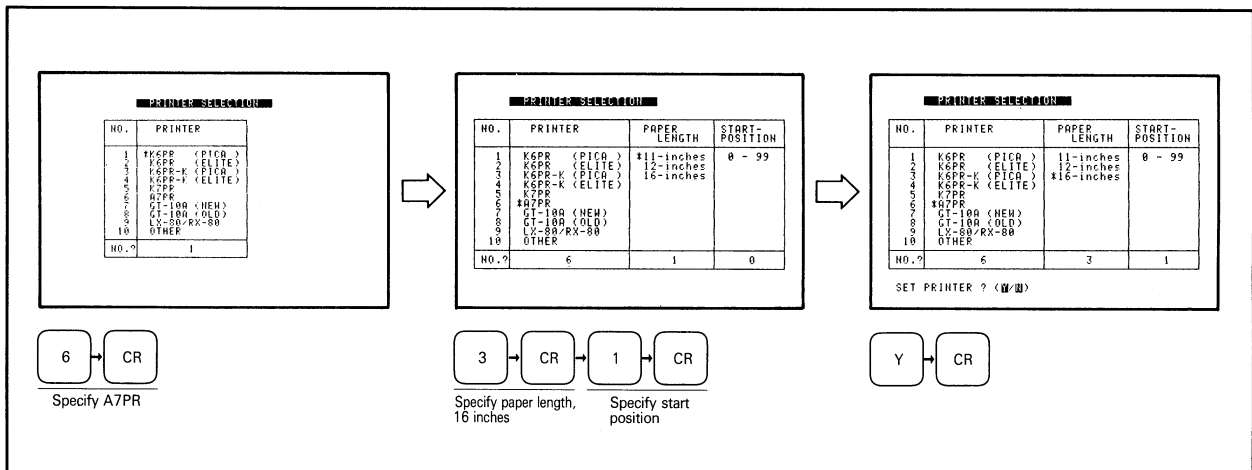 PRINTER SELECTION
NO. PRINTER
1 *K6PR (PICA )
2 K6PR (ELITE)
3 K6PR-K (PICA )
4 K6PR-K (ELITE)
5 K7PR
6 A7PR
7 GT-10A (NEW)
8 GT-10A (OLD)
9 LX-80/RX-80
10 OTHER
NO.? 1
6 → CR
Specify A7PR
PRINTER SELECTION
NO. PRINTER PAPER LENGTH START-POSITION
1 K6PR (PICA ) *11-inches 0 - 99
2 K6PR (ELITE) 12-inches
3 K6PR-K (PICA ) 16-inches
4 K6PR-K (ELITE)
5 K7PR
6 *A7PR
7 GT-10A (NEW)
8 GT-10A (OLD)
9 LX-80/RX-80
10 OTHER
NO.? 6 1 0
3 → CR → 1 → CR
Specify paper length, 16 inches
Specify start position
PRINTER SELECTION
NO. PRINTER PAPER LENGTH START-POSITION
1 K6PR (PICA ) 11-inches 0 - 99
2 K6PR (ELITE) 12-inches
3 K6PR-K (PICA ) *16-inches
4 K6PR-K (ELITE)
5 K7PR
6 *A7PR
7 GT-10A (NEW)
8 GT-10A (OLD)
9 LX-80/RX-80
10 OTHER
NO.? 6 3 1
SET PRINTER ? (Y/N)
Y → CR